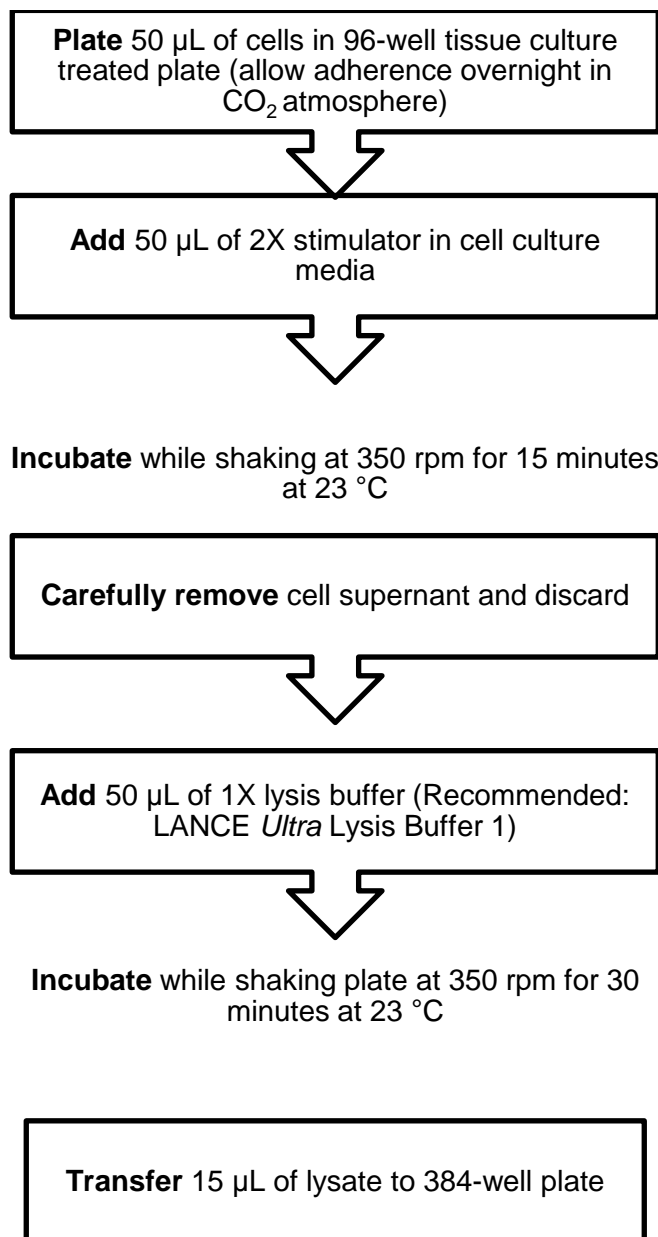 Plate 50 µL of cells in 96-well tissue culture
treated plate (allow adherence overnight in
CO₂ atmosphere)
Add 50 µL of 2X stimulator in cell culture
media
Incubate while shaking at 350 rpm for 15 minutes
at 23 °C
Carefully remove cell supernant and discard
Add 50 µL of 1X lysis buffer (Recommended:
LANCE Ultra Lysis Buffer 1)
Incubate while shaking plate at 350 rpm for 30
minutes at 23 °C
Transfer 15 µL of lysate to 384-well plate